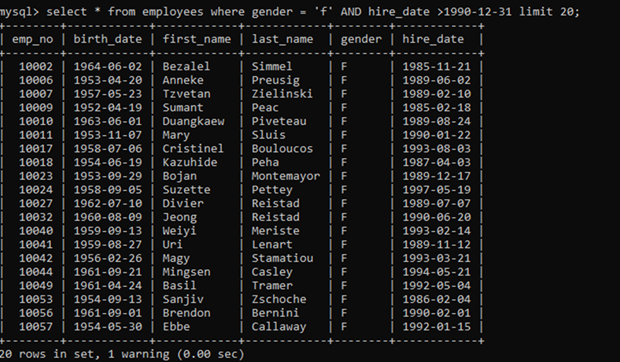 mysql> select * from employees where gender = 'f' AND hire_date >1990-12-31 limit 20;
+--------+------------+------------+------------+--------+------------+
| emp_no | birth_date | first_name | last_name | gender | hire_date |
+--------+------------+------------+------------+--------+------------+
| 10002 | 1964-06-02 | Bezalel | Simmel | F | 1985-11-21 |
| 10006 | 1953-04-20 | Anneke | Preusig | F | 1989-06-02 |
| 10007 | 1957-05-23 | Tzvetan | Zielinski | F | 1989-02-10 |
| 10009 | 1952-04-19 | Sumant | Peac | F | 1985-02-18 |
| 10010 | 1963-06-01 | Duangkaew | Piveteau | F | 1989-08-24 |
| 10011 | 1953-11-07 | Mary | Sluis | F | 1990-01-22 |
| 10017 | 1958-07-06 | Cristinel | Bouloucos | F | 1993-08-03 |
| 10018 | 1954-06-19 | Kazuhide | Peha | F | 1987-04-03 |
| 10023 | 1953-09-29 | Bojan | Montemayor | F | 1989-12-17 |
| 10024 | 1958-09-05 | Suzette | Pettey | F | 1997-05-19 |
| 10027 | 1962-07-10 | Divier | Reistad | F | 1989-07-07 |
| 10032 | 1960-08-09 | Jeong | Reistad | F | 1990-06-20 |
| 10040 | 1959-09-13 | Weiyi | Meriste | F | 1993-02-14 |
| 10041 | 1959-08-27 | Uri | Lenart | F | 1989-11-12 |
| 10042 | 1956-02-26 | Magy | Stamatiou | F | 1993-03-21 |
| 10044 | 1961-09-21 | Mingsen | Casley | F | 1994-05-21 |
| 10049 | 1961-04-24 | Basil | Tramer | F | 1992-05-04 |
| 10053 | 1954-09-13 | Sanjiv | Zschoche | F | 1986-02-04 |
| 10056 | 1961-09-01 | Brendon | Bernini | F | 1990-02-01 |
| 10057 | 1954-05-30 | Ebbe | Callaway | F | 1992-01-15 |
+--------+------------+------------+------------+--------+------------+
20 rows in set, 1 warning (0.00 sec)